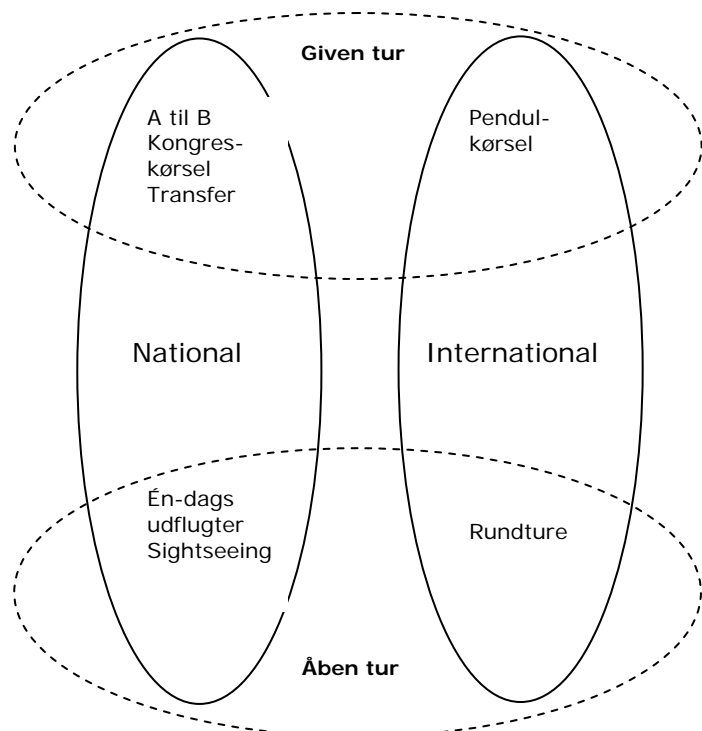 Given tur
A til B
Kongres-
kørsel
Transfer
Pendul-
kørsel
National
International
Én-dags
udflugter
Sightseeing
Rundture
Åben tur